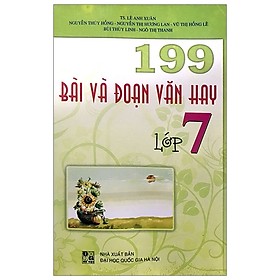 TS. LÊ ANH XUÂN
NGUYỄN THÚY HỒNG - NGUYỄN THỊ HƯƠNG LAN - VŨ THỊ HỒNG LÊ
BÙI THÙY LINH - NGÔ THỊ THANH
199
BÀI VÀ ĐOẠN VĂN HAY
LỚP 7
NHÀ XUẤT BẢN
ĐẠI HỌC QUỐC GIA HÀ NỘI